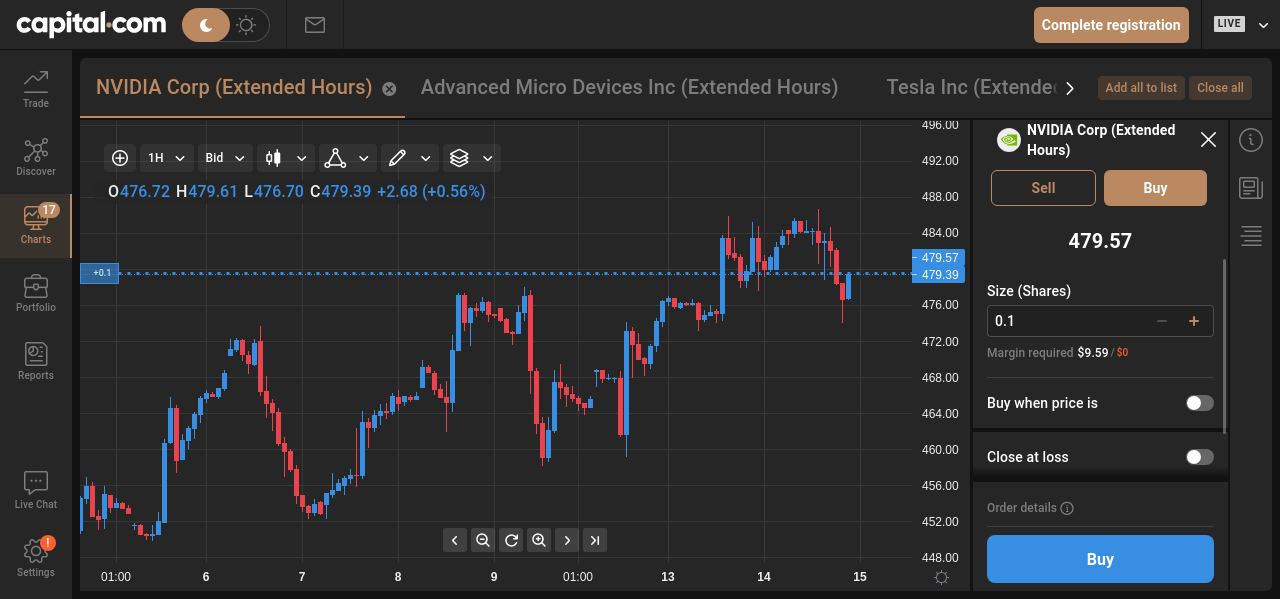 capital.com
Complete registration
LIVE
Trade
Discover
17
Charts
Portfolio
Reports
Live Chat
!
Settings
NVIDIA Corp (Extended Hours)
Advanced Micro Devices Inc (Extended Hours)
Tesla Inc (Extende
Add all to list
Close all
1H
Bid
O476.72 H479.61 L476.70 C479.39 +2.68 (+0.56%)
+0.1
496.00
492.00
488.00
484.00
479.57
479.39
476.00
472.00
468.00
464.00
460.00
456.00
452.00
448.00
01:00
6
7
8
9
01:00
13
14
15
NVIDIA Corp (Extended
Hours)
Sell
Buy
479.57
Size (Shares)
0.1
Margin required $9.59 / $0
Buy when price is
Close at loss
Order details
Buy